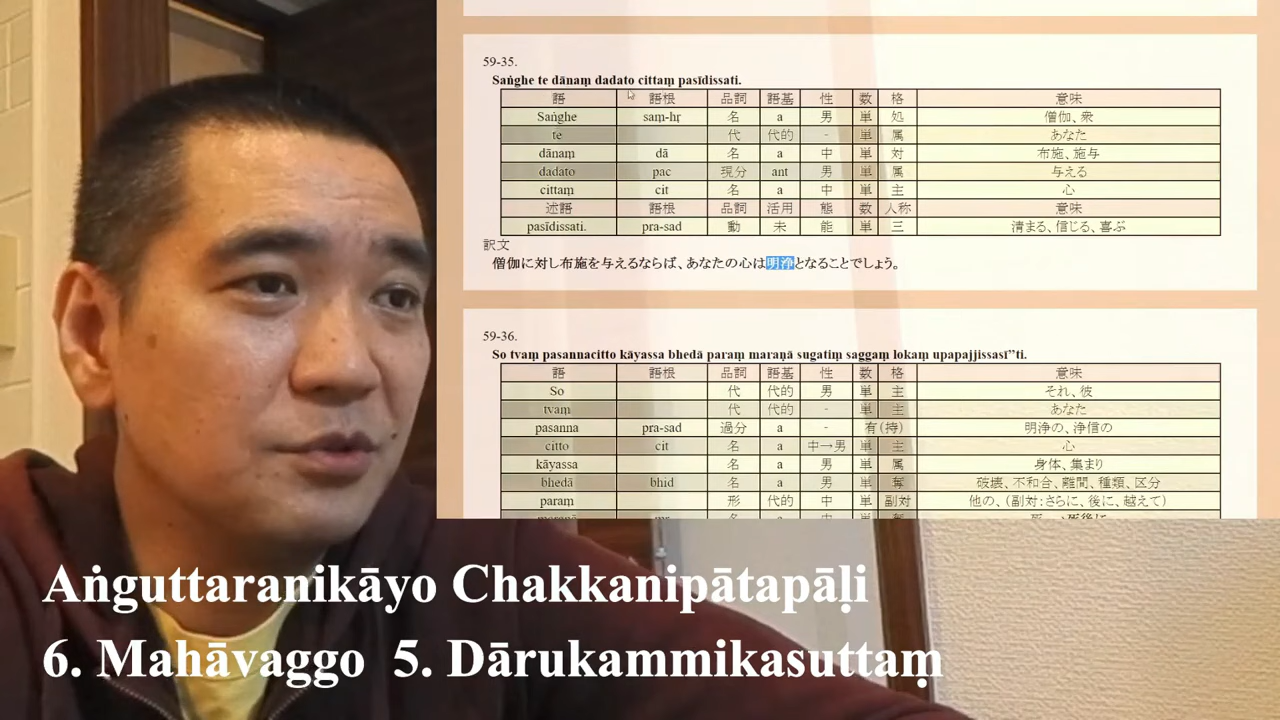 59-35.
Saṅghe te dānaṃ dadato cittaṃ pasīdissati.
語 語根 品詞 語基 性 数 格 意味
Saṅghe saṃ-hṛ 名 a 男 単 処 僧伽、衆
te 代 代的 - 単 属 あなた
dānaṃ dā 名 a 中 単 対 布施、施与
dadato pac 現分 ant 男 単 属 与える
cittaṃ cit 名 a 中 単 主 心
述語 語根 品詞 活用 態 数 人称 意味
pasīdissati. pra-sad 動 未 能 単 三 清まる、信じる、喜ぶ
訳文
僧伽に対し布施を与えるならば、あなたの心は明浄となることでしょう。
59-36.
So tvaṃ pasannacitto kāyassa bhedā paraṃ maraṇā sugatiṃ saggaṃ lokaṃ upapajjissasī’’ti.
語 語根 品詞 語基 性 数 格 意味
So 代 代的 男 単 主 それ、彼
tvaṃ 代 代的 - 単 主 あなた
pasanna pra-sad 過分 a - 有(持) 明浄の、浄信の
citto cit 名 a 中→男 単 主 心
kāyassa 名 a 男 単 属 身体、集まり
bhedā bhid 名 a 男 単 奪 破壊、不和合、離間、種類、区分
paraṃ 形 代的 中 単 副対 他の、(副対:さらに、後に、越えて)
Aṅguttaranikāyo Chakkanipātapāḷi
6. Mahāvaggo 5. Dārukammikasuttaṃ